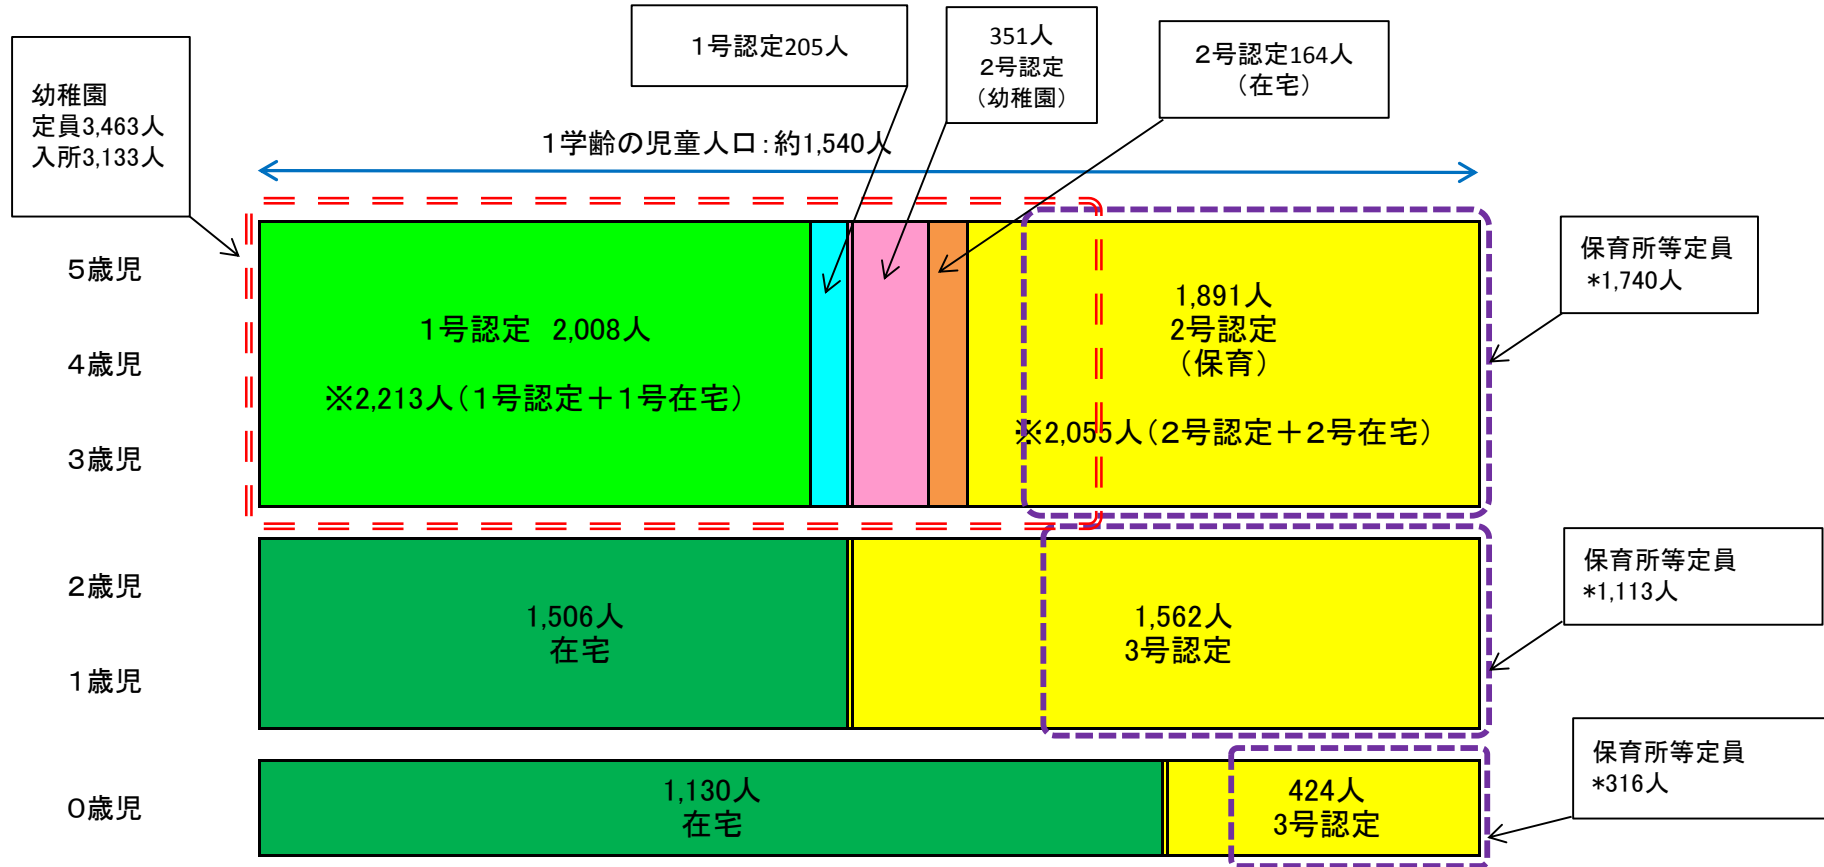 幼稚園
定員3,463人
入所3,133人
１号認定205人
351人
２号認定
（幼稚園）
２号認定164人
（在宅）
１学齢の児童人口：約1,540人
５歳児
４歳児
３歳児
１号認定　2,008人
※2,213人（１号認定＋１号在宅）
1,891人
２号認定
（保育）
※2,055人（２号認定＋２号在宅）
保育所等定員
*1,740人
２歳児
１歳児
1,506人
在宅
1,562人
３号認定
保育所等定員
*1,113人
０歳児
1,130人
在宅
424人
３号認定
保育所等定員
*316人